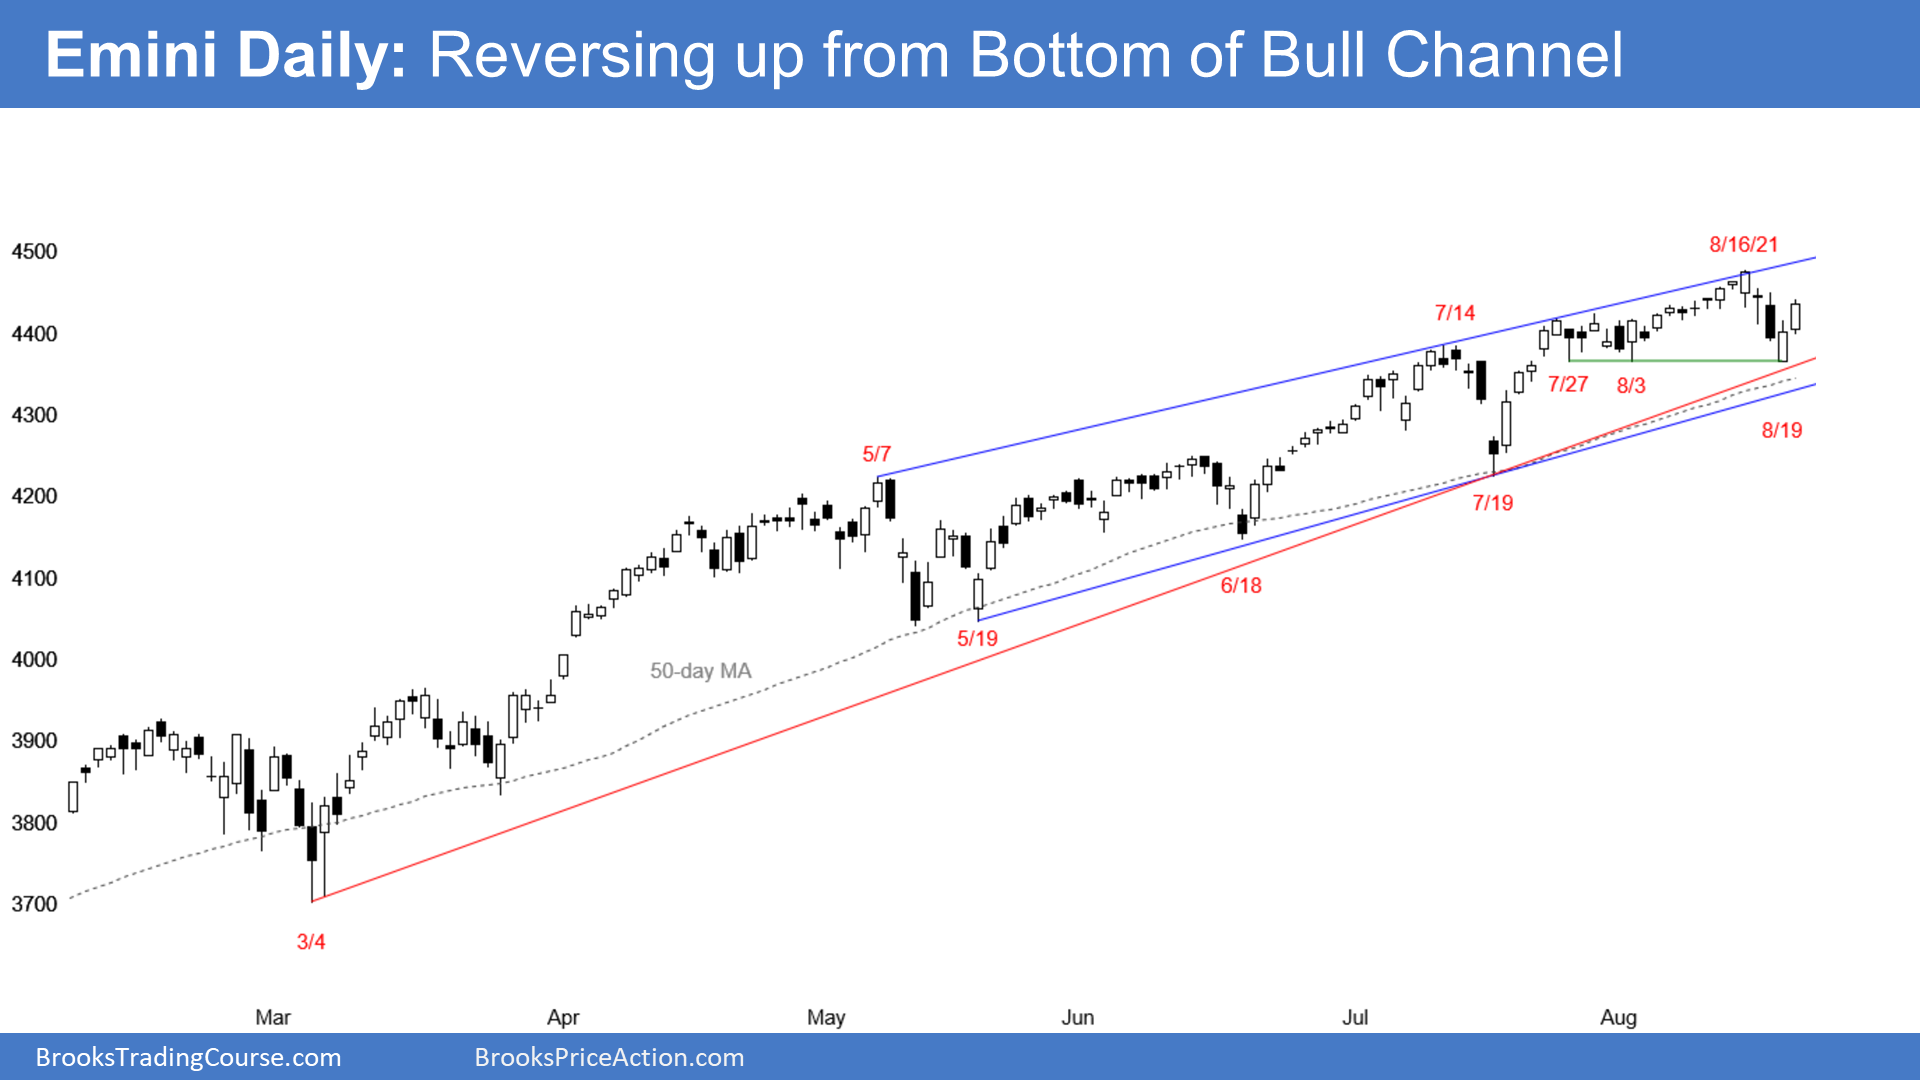 Emini Daily: Reversing up from Bottom of Bull Channel
8/16/21
4500
7/14
4400
7/27
8/3
4300
8/19
5/7
4200
7/19
4100
6/18
5/19
4000
50-day MA
3900
3800
3700
3/4
Mar
Apr
May
Jun
Jul
Aug
BrooksTradingCourse.com
BrooksPriceAction.com